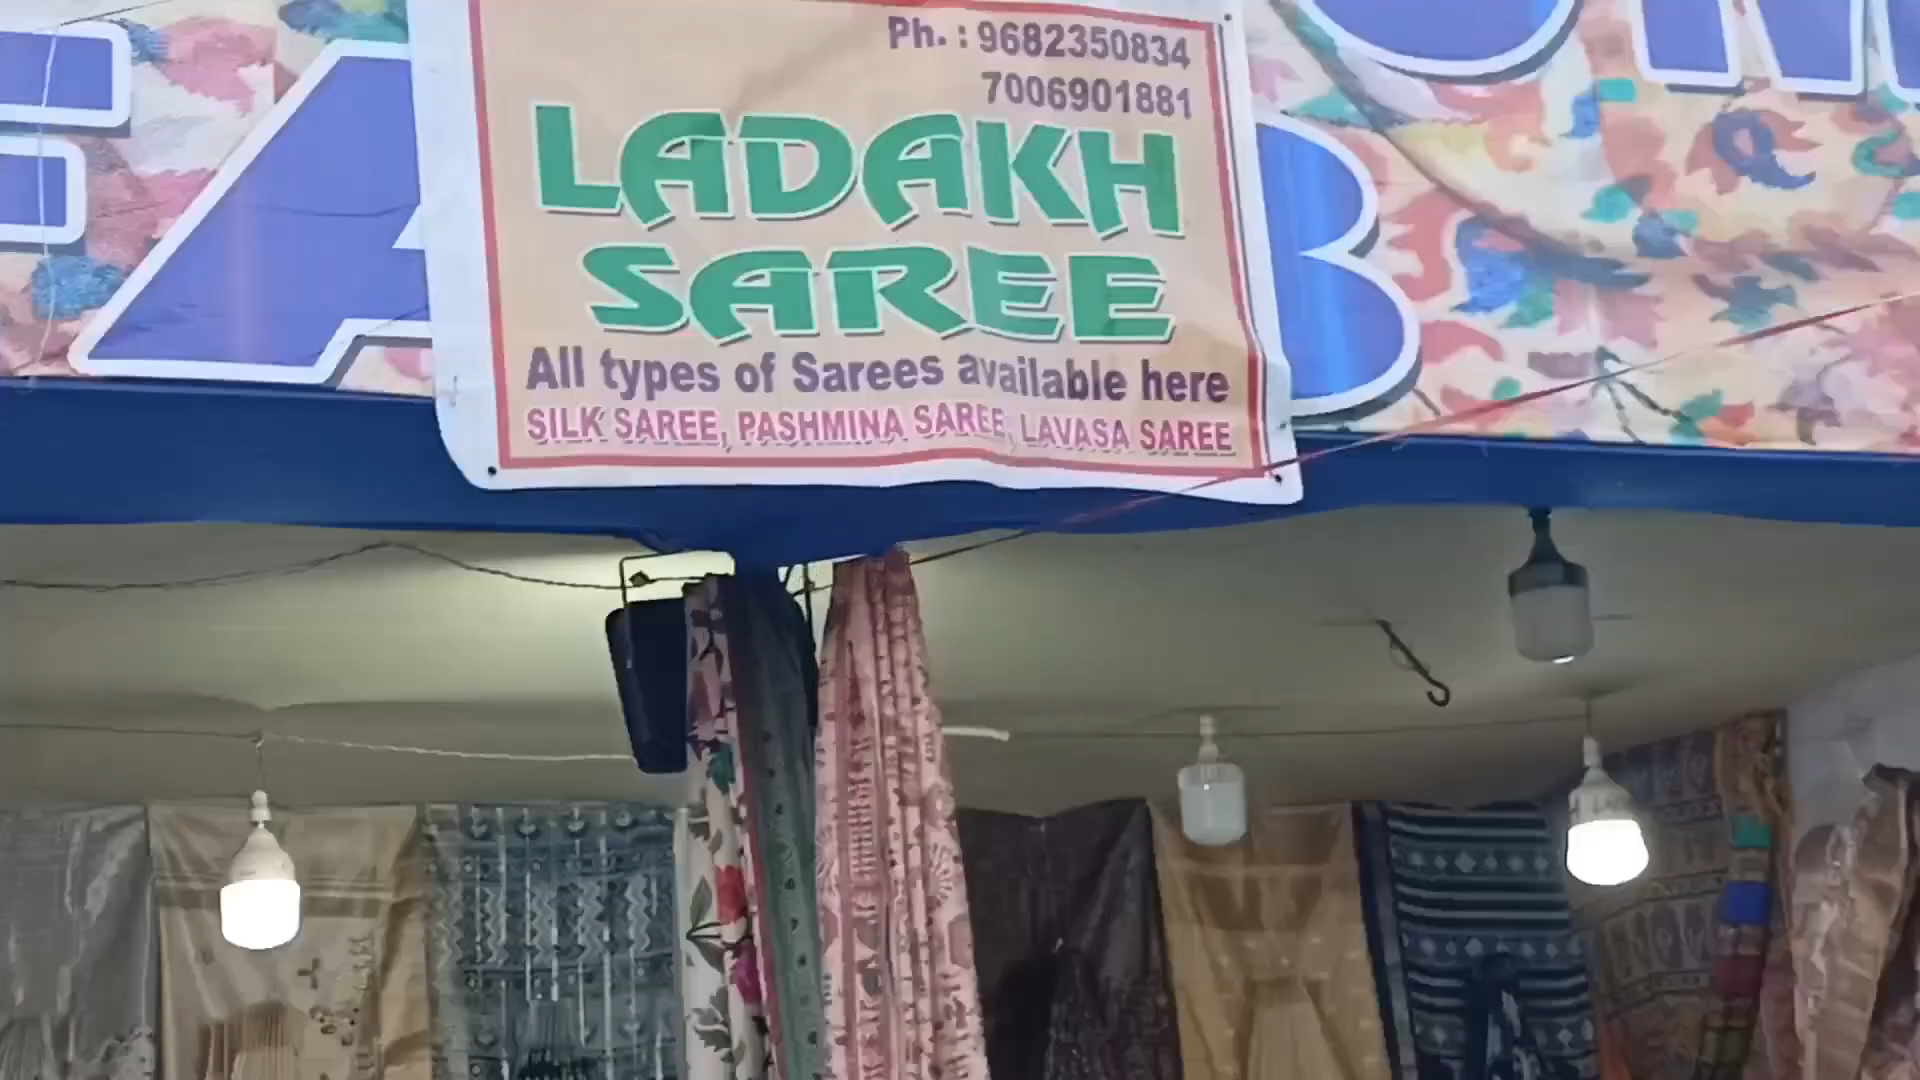 Ph. : 9682350834
7006901881
LADAKH
SAREE
All types of Sarees available here
SILK SAREE, PASHMINA SAREE, LAVASA SAREE